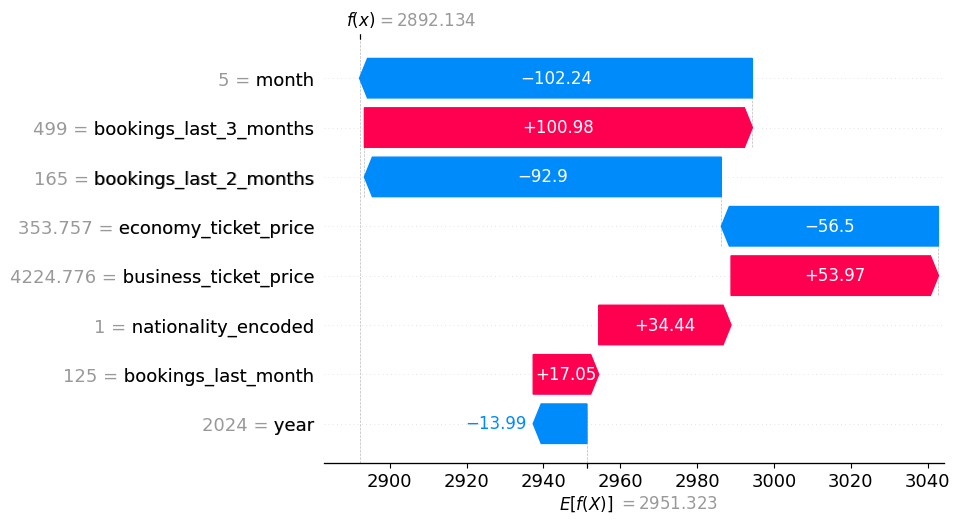 f(x) = 2892.134
5 = month
−102.24
499 = bookings_last_3_months
+100.98
165 = bookings_last_2_months
−92.9
353.757 = economy_ticket_price
−56.5
4224.776 = business_ticket_price
+53.97
1 = nationality_encoded
+34.44
125 = bookings_last_month
+17.05
2024 = year
−13.99
2900 2920 2940 2960 2980 3000 3020 3040
E[f(X)] = 2951.323